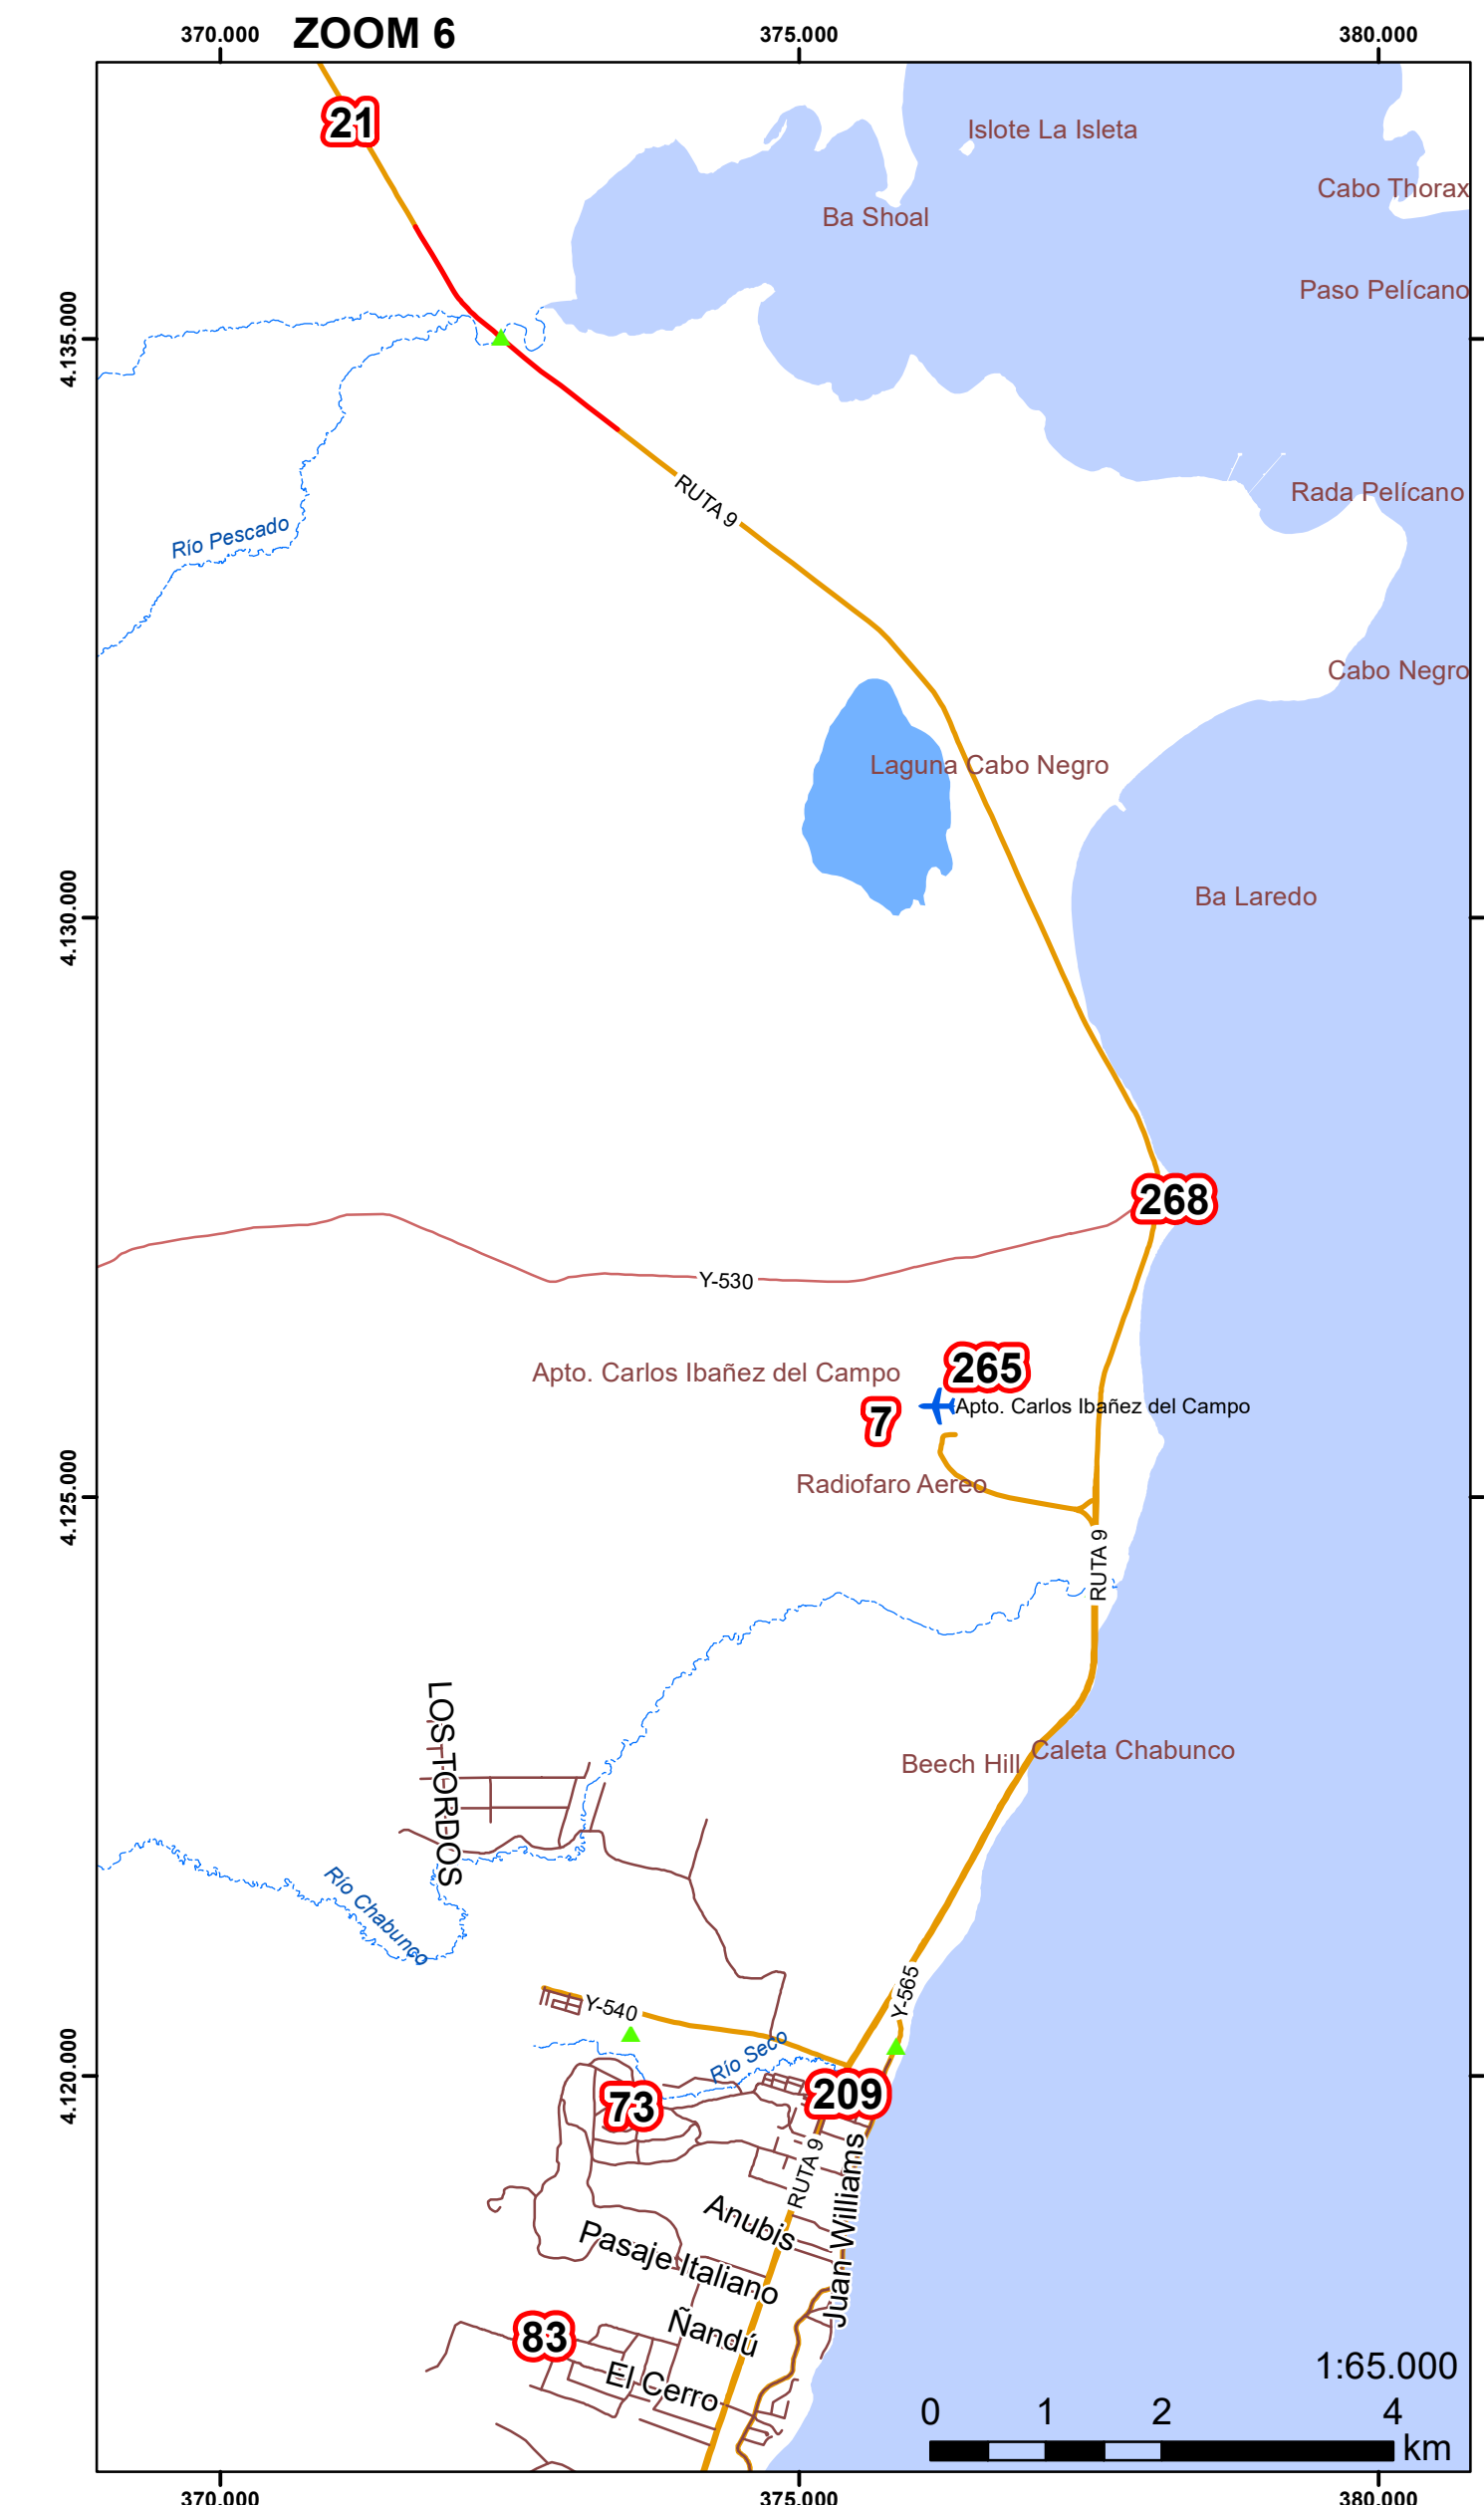 370.000
ZOOM 6
375.000
380.000
21
Islote La Isleta
Cabo Thorax
Ba Shoal
Paso Pelícano
4.135.000
RUTA 9
Rada Pelícano
Río Pescado
Cabo Negro
Laguna Cabo Negro
4.130.000
Ba Laredo
268
Y-530
265
Apto. Carlos Ibañez del Campo
7
Apto. Carlos Ibañez del Campo
Radiofaro Aereo
4.125.000
RUTA 9
LOS TORDOS
Beech Hill
Caleta Chabunco
Río Chabunco
Y-565
Y-540
Río Seco
4.120.000
73
209
RUTA 9
Juan Williams
Anubis
Pasaje Italiano
Ñandú
83
El Cerro
1:65.000
0 1 2 4
km
370.000
375.000
380.000